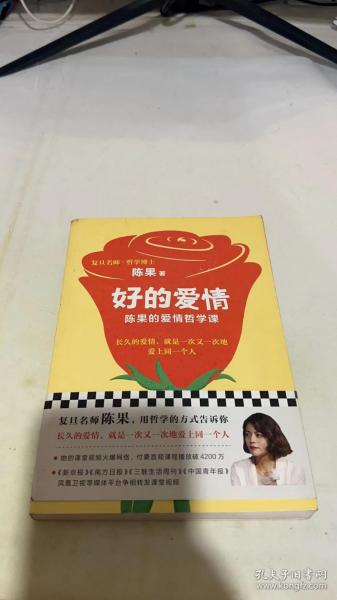 复旦名师·哲学博士
陈果 著
好的爱情
陈果的爱情哲学课
长久的爱情，就是一次又一次地
爱上同一个人
复旦名师陈果，用哲学的方式告诉你
长久的爱情，就是一次又一次地爱上同一个人
她的课堂视频火爆网络，付费音频课程播放破4200万
《新京报》《南方日报》《三联生活周刊》《中国青年报》
凤凰卫视等媒体平台争相转发课堂视频
孔夫子旧书网